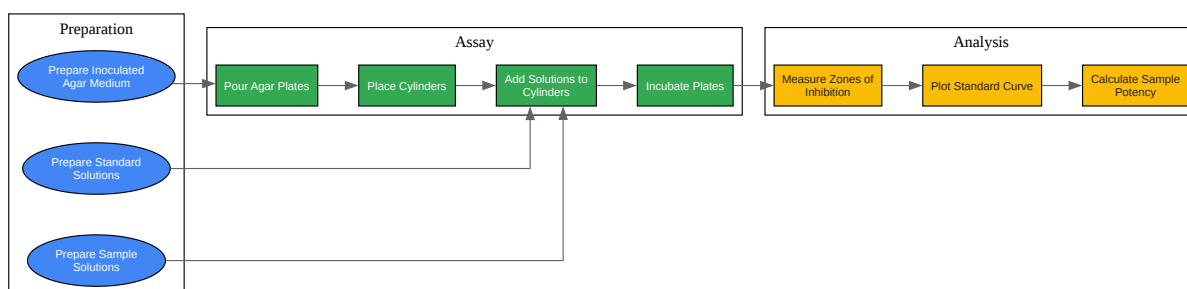 Preparation
Prepare Inoculated
Agar Medium
Prepare Standard
Solutions
Prepare Sample
Solutions
Assay
Pour Agar Plates
Place Cylinders
Add Solutions to
Cylinders
Incubate Plates
Analysis
Measure Zones of
Inhibition
Plot Standard Curve
Calculate Sample
Potency